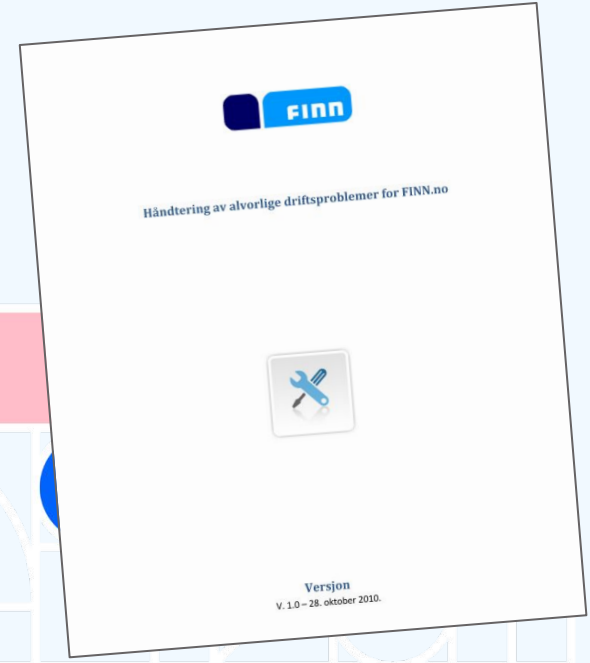 FINN
Håndtering av alvorlige driftsproblemer for FINN.no
Versjon
V. 1.0 – 28. oktober 2010.